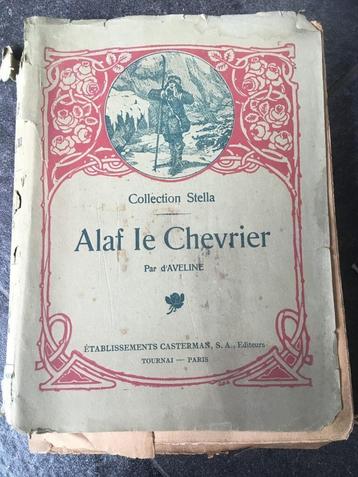 Collection Stella
Alaf le Chevrier
Par d'AVELINE
ÉTABLISSEMENTS CASTERMAN, S. A., Editeurs
TOURNAI — PARIS